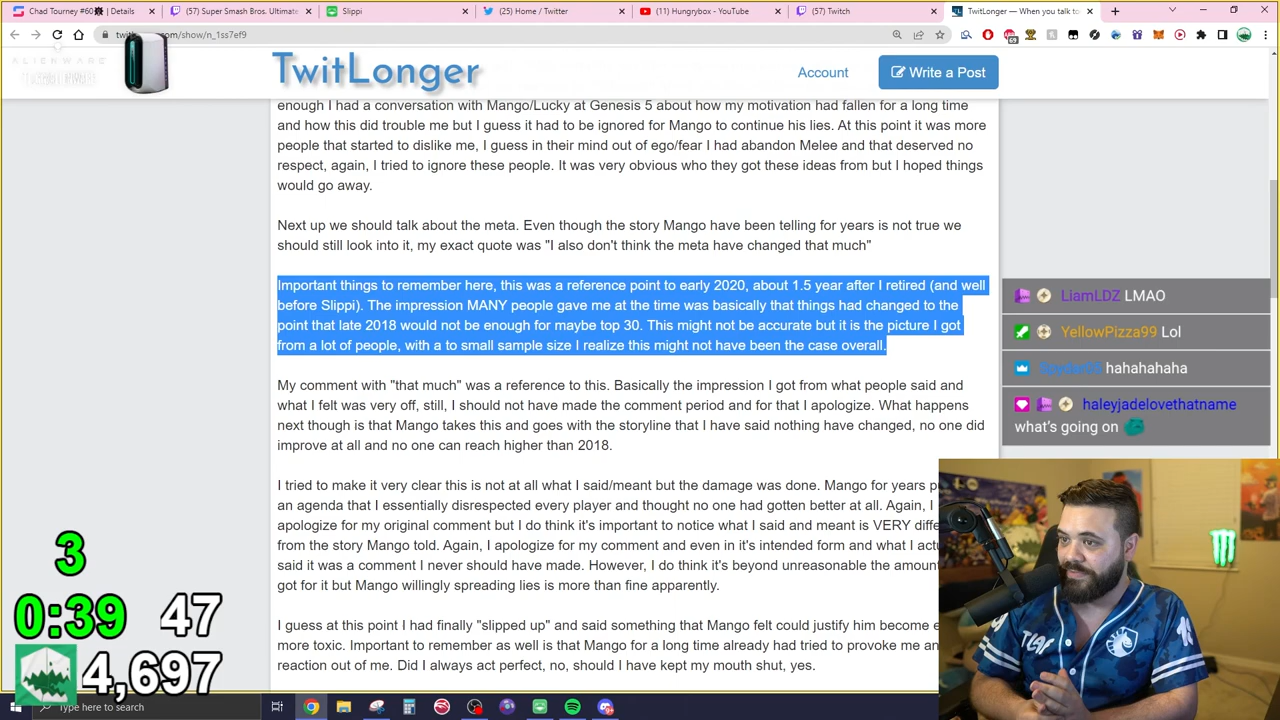 Chad Tourney #60 | Details
(57) Super Smash Bros. Ultimate
Slippi
(25) Home / Twitter
(11) Hungrybox - YouTube
(57) Twitch
TwitLonger — When you talk to
.com/show/n_1ss7ef9
69
ALIENWARE
TwitLonger
Account
Write a Post
enough I had a conversation with Mango/Lucky at Genesis 5 about how my motivation had fallen for a long time
and how this did trouble me but I guess it had to be ignored for Mango to continue his lies. At this point it was more
people that started to dislike me, I guess in their mind out of ego/fear I had abandon Melee and that deserved no
respect, again, I tried to ignore these people. It was very obvious who they got these ideas from but I hoped things
would go away.
Next up we should talk about the meta. Even though the story Mango have been telling for years is not true we
should still look into it, my exact quote was "I also don't think the meta have changed that much"
Important things to remember here, this was a reference point to early 2020, about 1.5 year after I retired (and well
before Slippi). The impression MANY people gave me at the time was basically that things had changed to the
point that late 2018 would not be enough for maybe top 30. This might not be accurate but it is the picture I got
from a lot of people, with a to small sample size I realize this might not have been the case overall.
My comment with "that much" was a reference to this. Basically the impression I got from what people said and
what I felt was very off, still, I should not have made the comment period and for that I apologize. What happens
next though is that Mango takes this and goes with the storyline that I have said nothing have changed, no one did
improve at all and no one can reach higher than 2018.
I tried to make it very clear this is not at all what I said/meant but the damage was done. Mango for years p
an agenda that I essentially disrespected every player and thought no one had gotten better at all. Again, I
apologize for my original comment but I do think it's important to notice what I said and meant is VERY diffe
from the story Mango told. Again, I apologize for my comment and even in it's intended form and what I actu
said it was a comment I never should have made. However, I do think it's beyond unreasonable the amount
got for it but Mango willingly spreading lies is more than fine apparently.
I guess at this point I had finally "slipped up" and said something that Mango felt could justify him become e
more toxic. Important to remember as well is that Mango for a long time already had tried to provoke me an
reaction out of me. Did I always act perfect, no, should I have kept my mouth shut, yes.
LiamLDZ LMAO
YellowPizza99 Lol
hahahahaha
haleyjadelovethatname
what's going on
3
0:39 47
4,697
Type here to search